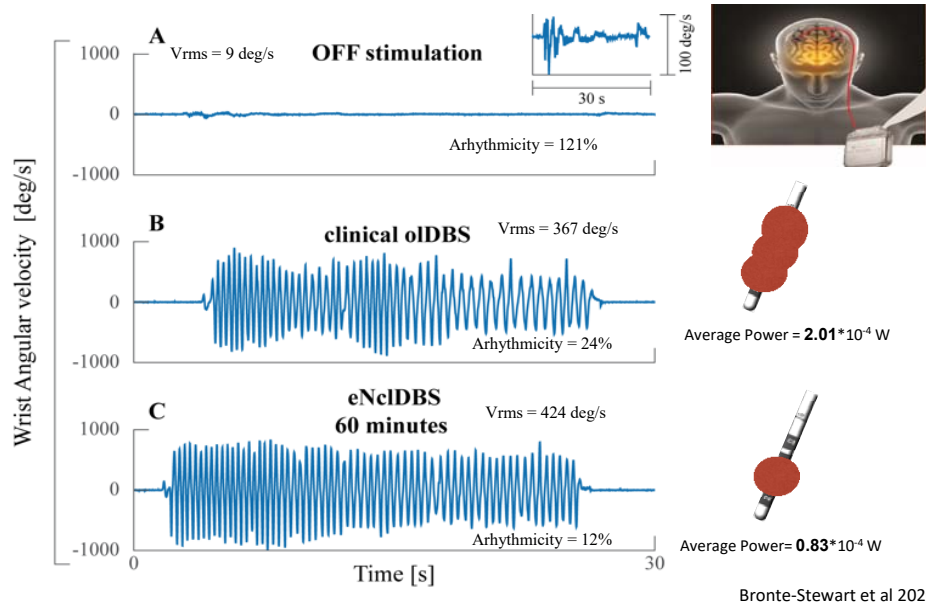 A
Vrms = 9 deg/s
OFF stimulation
100 deg/s
30 s
1000
0
-1000
Arhythmicity = 121%
Wrist Angular velocity [deg/s]
B
clinical olDBS
Vrms = 367 deg/s
1000
0
-1000
Arhythmicity = 24%
Average Power = 2.01*10-4 W
C
eNclDBS
60 minutes
Vrms = 424 deg/s
1000
0
-1000
Arhythmicity = 12%
Average Power= 0.83*10-4 W
0
30
Time [s]
Bronte-Stewart et al 202